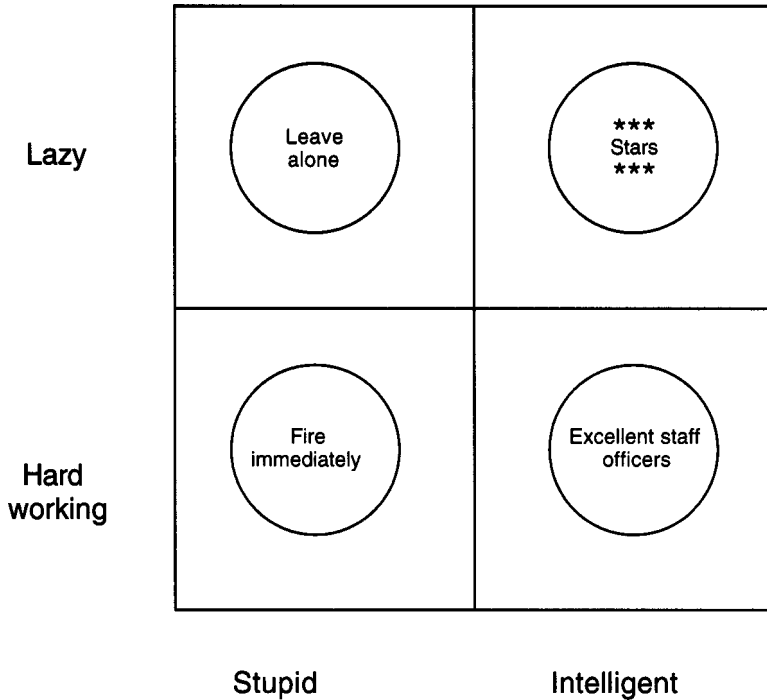 Lazy
Leave
alone
***
Stars
***
Hard
working
Fire
immediately
Excellent staff
officers
Stupid
Intelligent